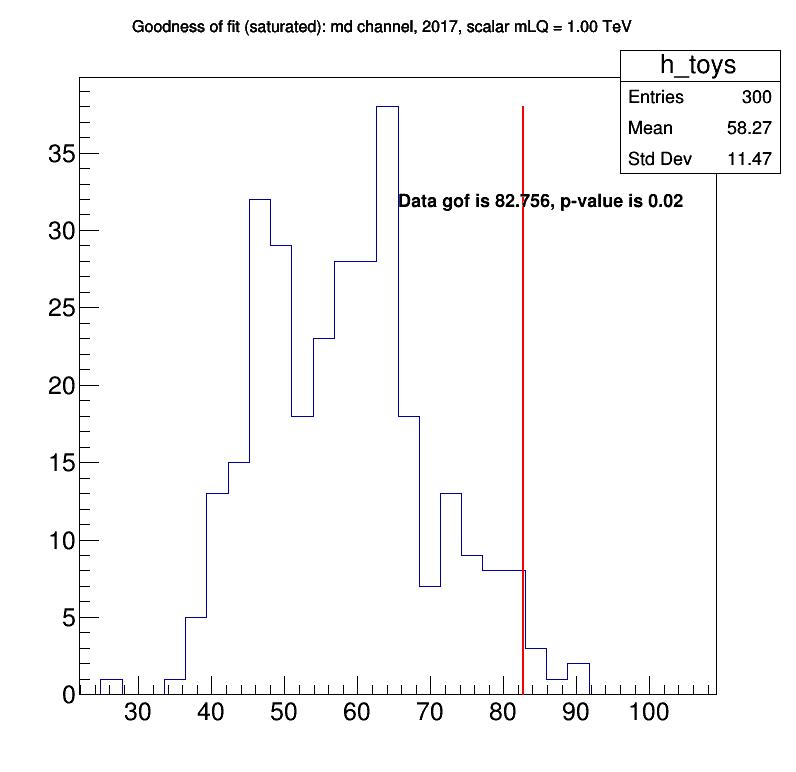 Goodness of fit (saturated): md channel, 2017, scalar mLQ = 1.00 TeV
h_toys
Entries 300
Mean 58.27
Std Dev 11.47
Data gof is 82.756, p-value is 0.02
35
30
25
20
15
10
5
0
30 40 50 60 70 80 90 100